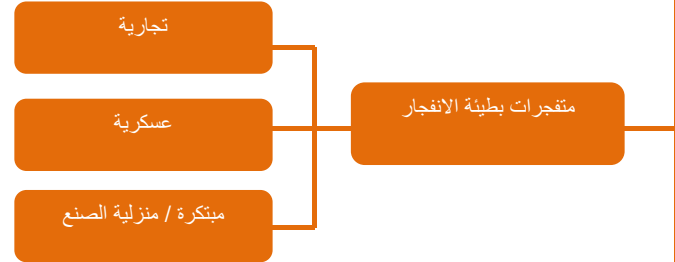 متفجرات بطيئة الانفجار
تجارية
عسكرية
مبتكرة / منزلية الصنع